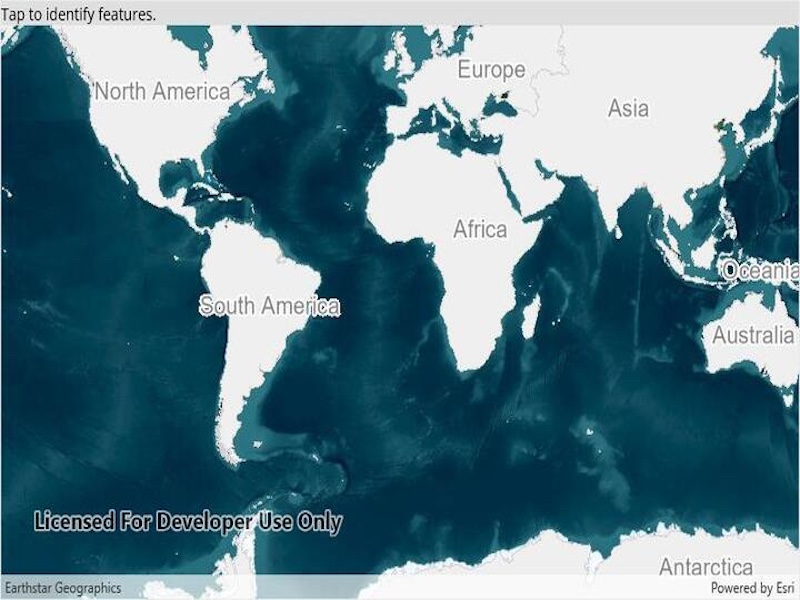 Tap to identify features.
Europe
North America
Asia
Africa
Oceania
South America
Australia
Licensed For Developer Use Only
Antarctica
Earthstar Geographics
Powered by Esri